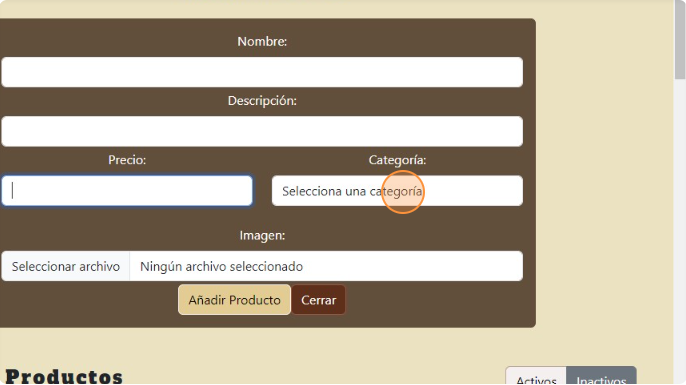 Nombre:
Descripción:
Precio: Categoría:
Selecciona una categoría
Imagen:
Seleccionar archivo Ningún archivo seleccionado
Añadir Producto Cerrar
Productos Activos Inactivos